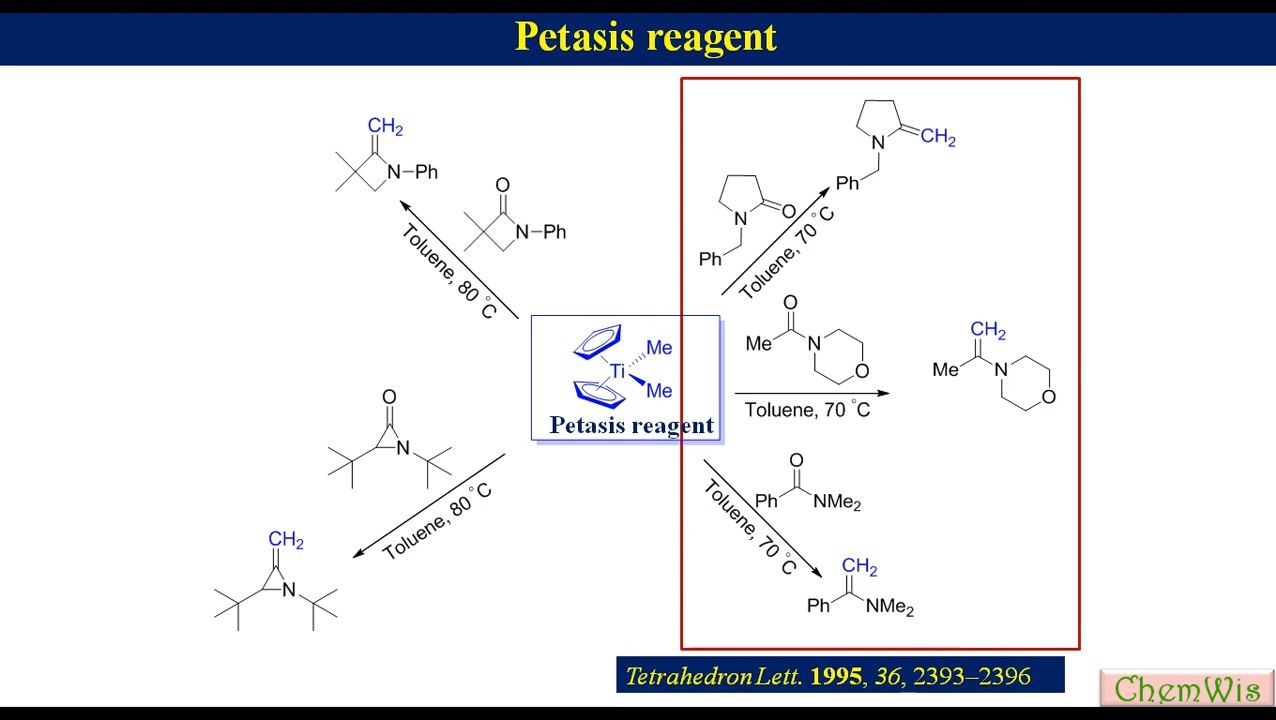 Petasis reagent
CH2
N–Ph
O
N–Ph
Toluene, 80 °C
CH2
N
Ph
O
N
Ph
Toluene, 70 °C
Ti
Me
Me
Petasis reagent
O
Me
N
O
Toluene, 70 °C
CH2
Me
N
O
O
N
Toluene, 80 °C
CH2
N
O
Ph
NMe2
Toluene, 70 °C
CH2
Ph
NMe2
Tetrahedron Lett. 1995, 36, 2393–2396
ChemWis